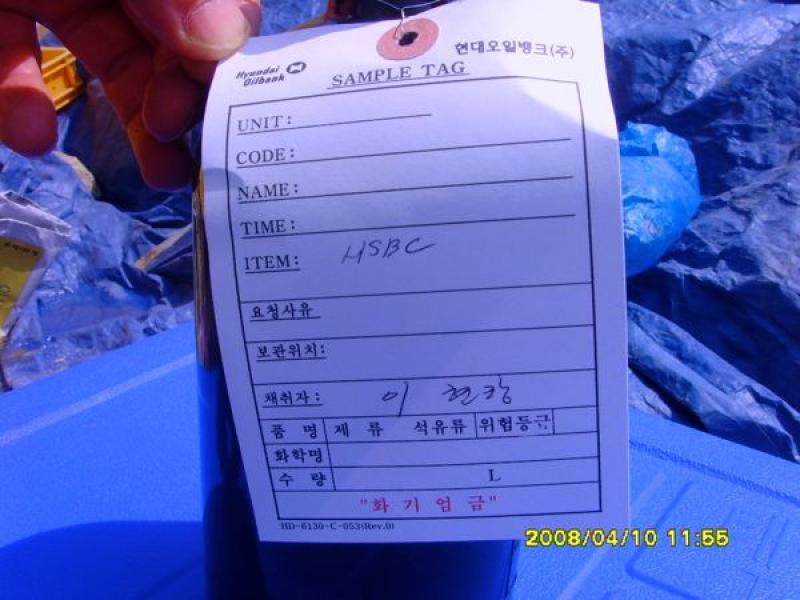 Hyundai
Oilbank
현대오일뱅크(주)
SAMPLE TAG
UNIT:
CODE:
NAME:
TIME:
ITEM: HSBC
요청사유
보관위치:
채취자: 이
품 명 제 류 석유류 위험등급
화학명
수 량 L
"화 기 엄 금"
HD-6130-C-053(Rev.0)
2008/04/10 11:55